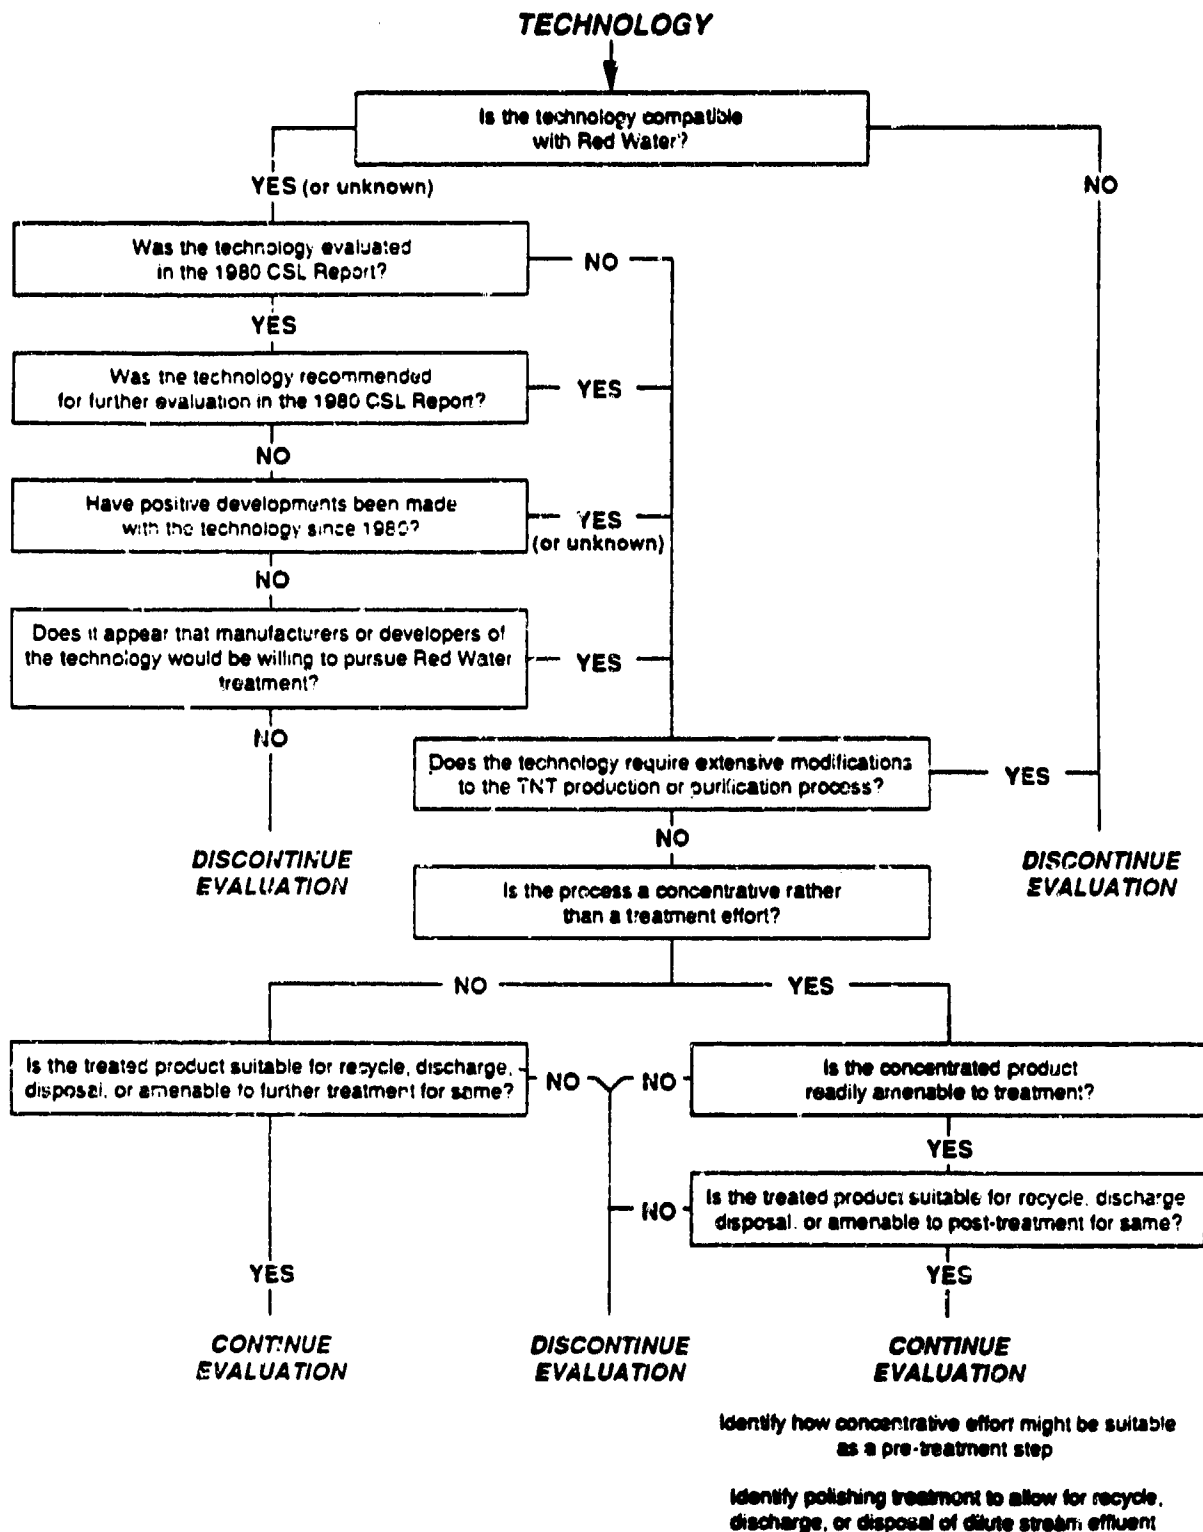 TECHNOLOGY
Is the technology compatible
with Red Water?
YES (or unknown)
NO
Was the technology evaluated
in the 1980 CSL Report?
NO
YES
Was the technology recommended
for further evaluation in the 1980 CSL Report?
YES
NO
Have positive developments been made
with the technology since 1980?
YES
(or unknown)
NO
Does it appear that manufacturers or developers of
the technology would be willing to pursue Red Water
treatment?
YES
NO
Does the technology require extensive modifications
to the TNT production or purification process?
YES
NO
DISCONTINUE
EVALUATION
DISCONTINUE
EVALUATION
Is the process a concentrative rather
than a treatment effort?
NO
YES
Is the treated product suitable for recycle, discharge,
disposal, or amenable to further treatment for same?
NO
NO
Is the concentrated product
readily amenable to treatment?
YES
NO
Is the treated product suitable for recycle, discharge
disposal, or amenable to post-treatment for same?
YES
YES
CONTINUE
EVALUATION
DISCONTINUE
EVALUATION
CONTINUE
EVALUATION
Identify how concentrative effort might be suitable
as a pre-treatment step
Identify polishing treatment to allow for recycle,
discharge, or disposal of dilute stream effluent